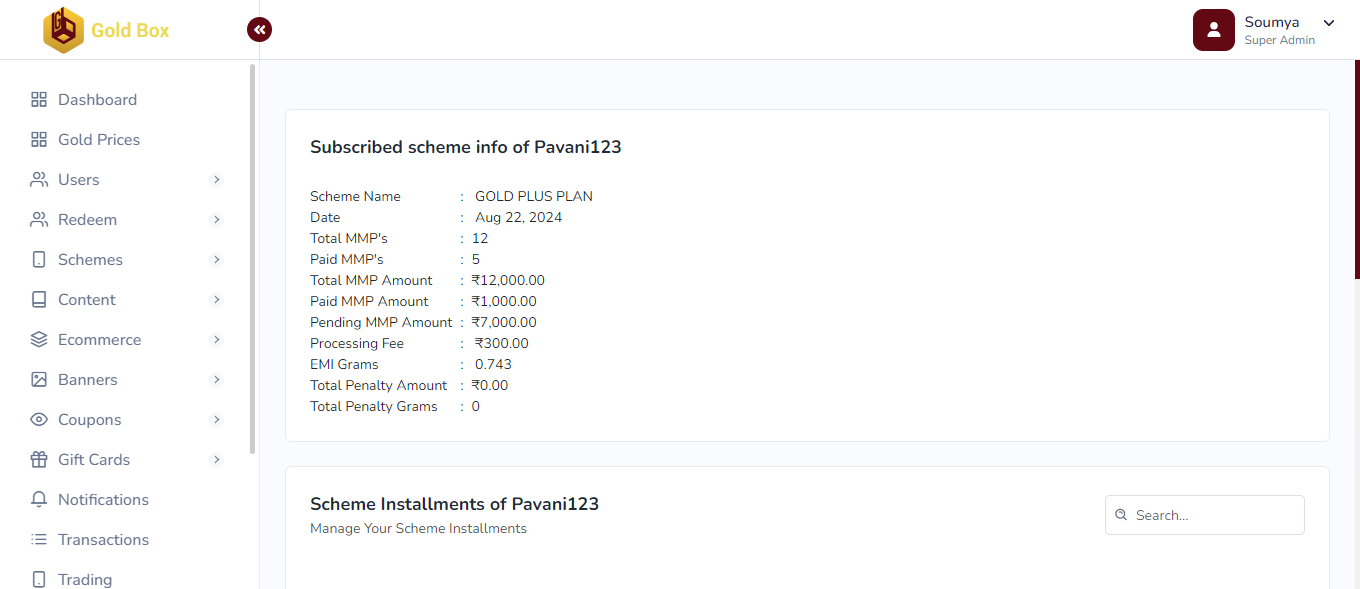 Gold Box
Soumya
Super Admin
Dashboard
Gold Prices
Users
Redeem
Schemes
Content
Ecommerce
Banners
Coupons
Gift Cards
Notifications
Transactions
Trading
Subscribed scheme info of Pavani123
Scheme Name : GOLD PLUS PLAN
Date : Aug 22, 2024
Total MMP's : 12
Paid MMP's : 5
Total MMP Amount : ₹12,000.00
Paid MMP Amount : ₹1,000.00
Pending MMP Amount : ₹7,000.00
Processing Fee : ₹300.00
EMI Grams : 0.743
Total Penalty Amount : ₹0.00
Total Penalty Grams : 0
Scheme Installments of Pavani123
Manage Your Scheme Installments
Search...